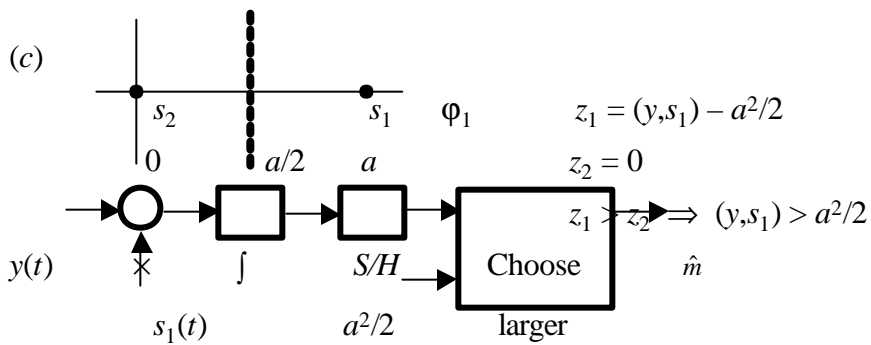 (c)
s₂ s₁ φ₁ z₁ = (y,s₁) – a²/2
0 a/2 a z₂ = 0
z₁ > z₂ ⇒ (y,s₁) > a²/2
y(t) × ∫ S/H Choose m̂
s₁(t) a²/2 larger